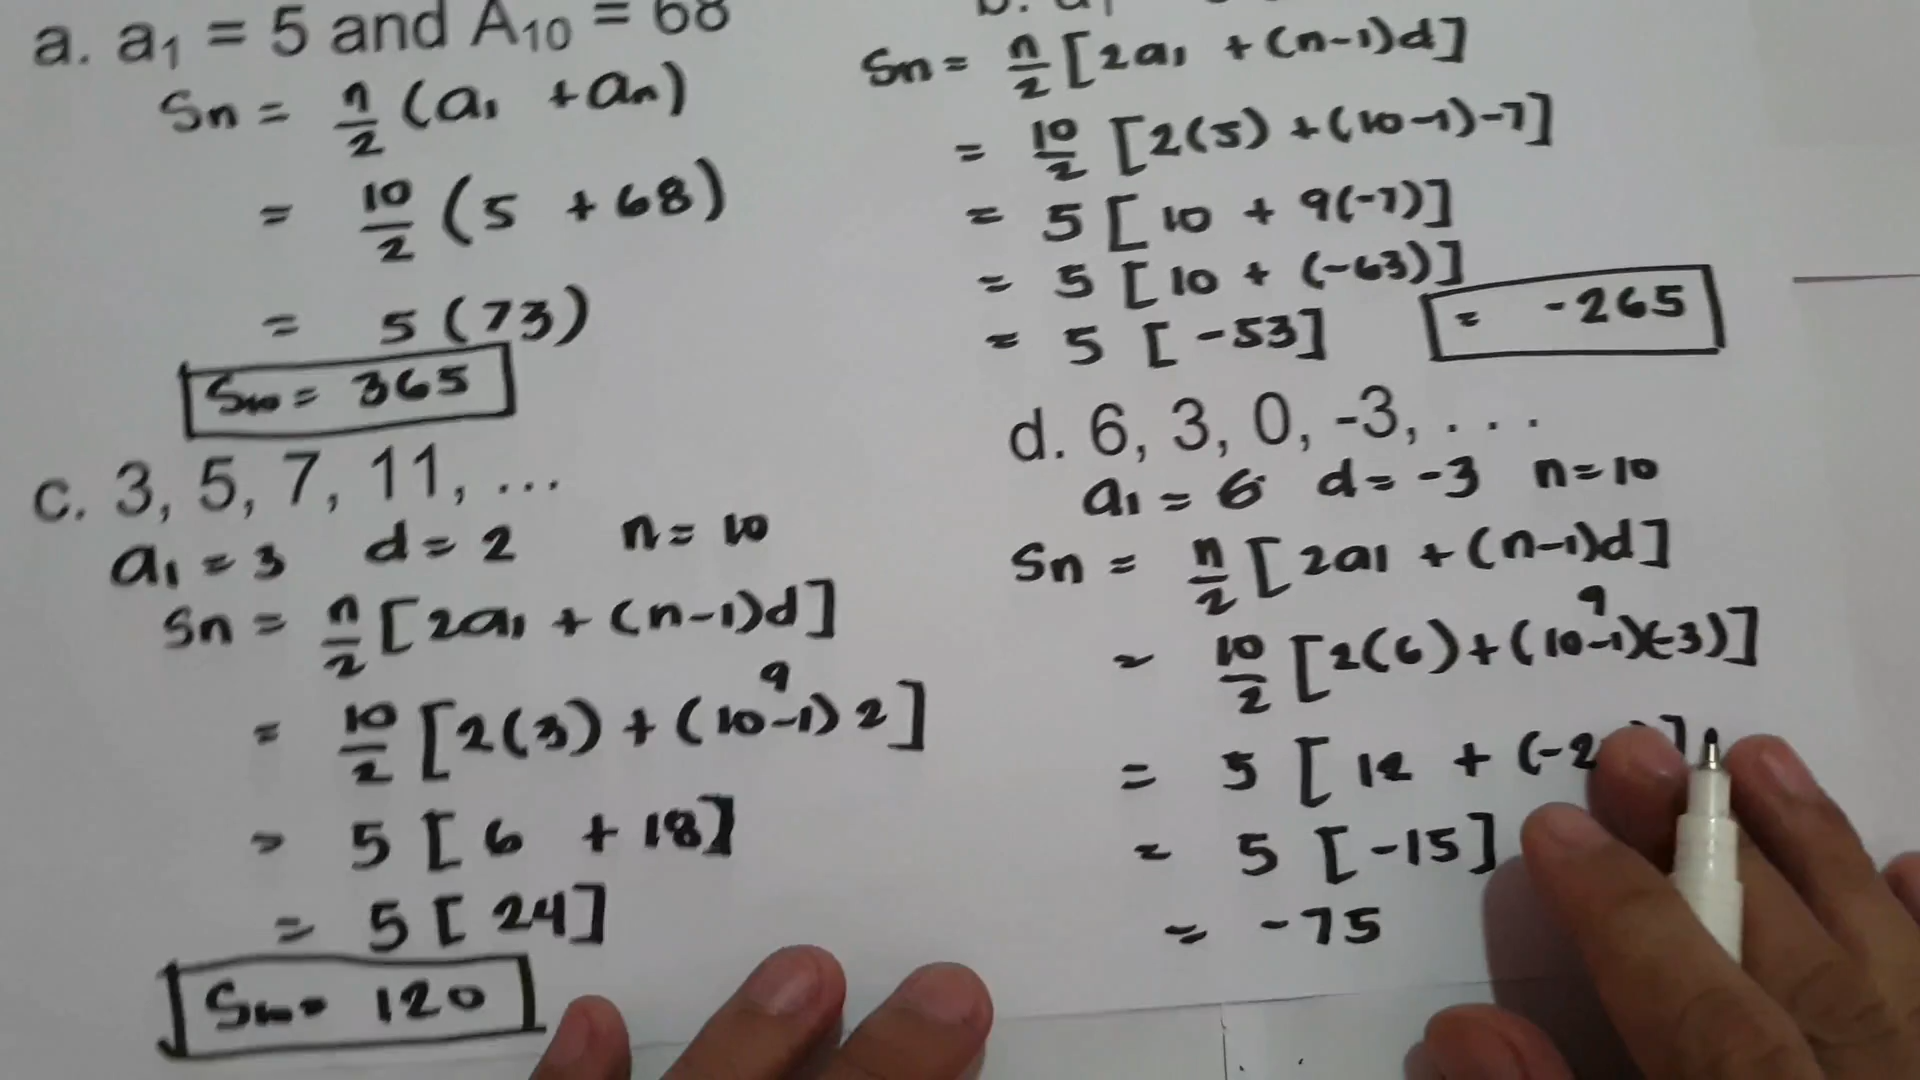 a. a₁ = 5 and A₁₀ = 68
Sn = n/2 (a₁ + an)
= 10/2 (5 + 68)
= 5 (73)
S₁₀ = 365
Sn = n/2 [2a₁ + (n-1)d]
= 10/2 [2(5) + (10-1)-7]
= 5 [10 + 9(-7)]
= 5 [10 + (-63)]
= 5 [-53]
= -265
c. 3, 5, 7, 11, ...
a₁ = 3 d = 2 n = 10
Sn = n/2 [2a₁ + (n-1)d]
9
= 10/2 [2(3) + (10-1) 2]
= 5 [6 + 18]
= 5 [24]
S₁₀ = 120
d. 6, 3, 0, -3, . . .
a₁ = 6 d = -3 n = 10
Sn = n/2 [2a1 + (n-1)d]
9
= 10/2 [2(6) + (10-1)(-3)]
= 5 [12 + (-2
= 5 [-15]
= -75